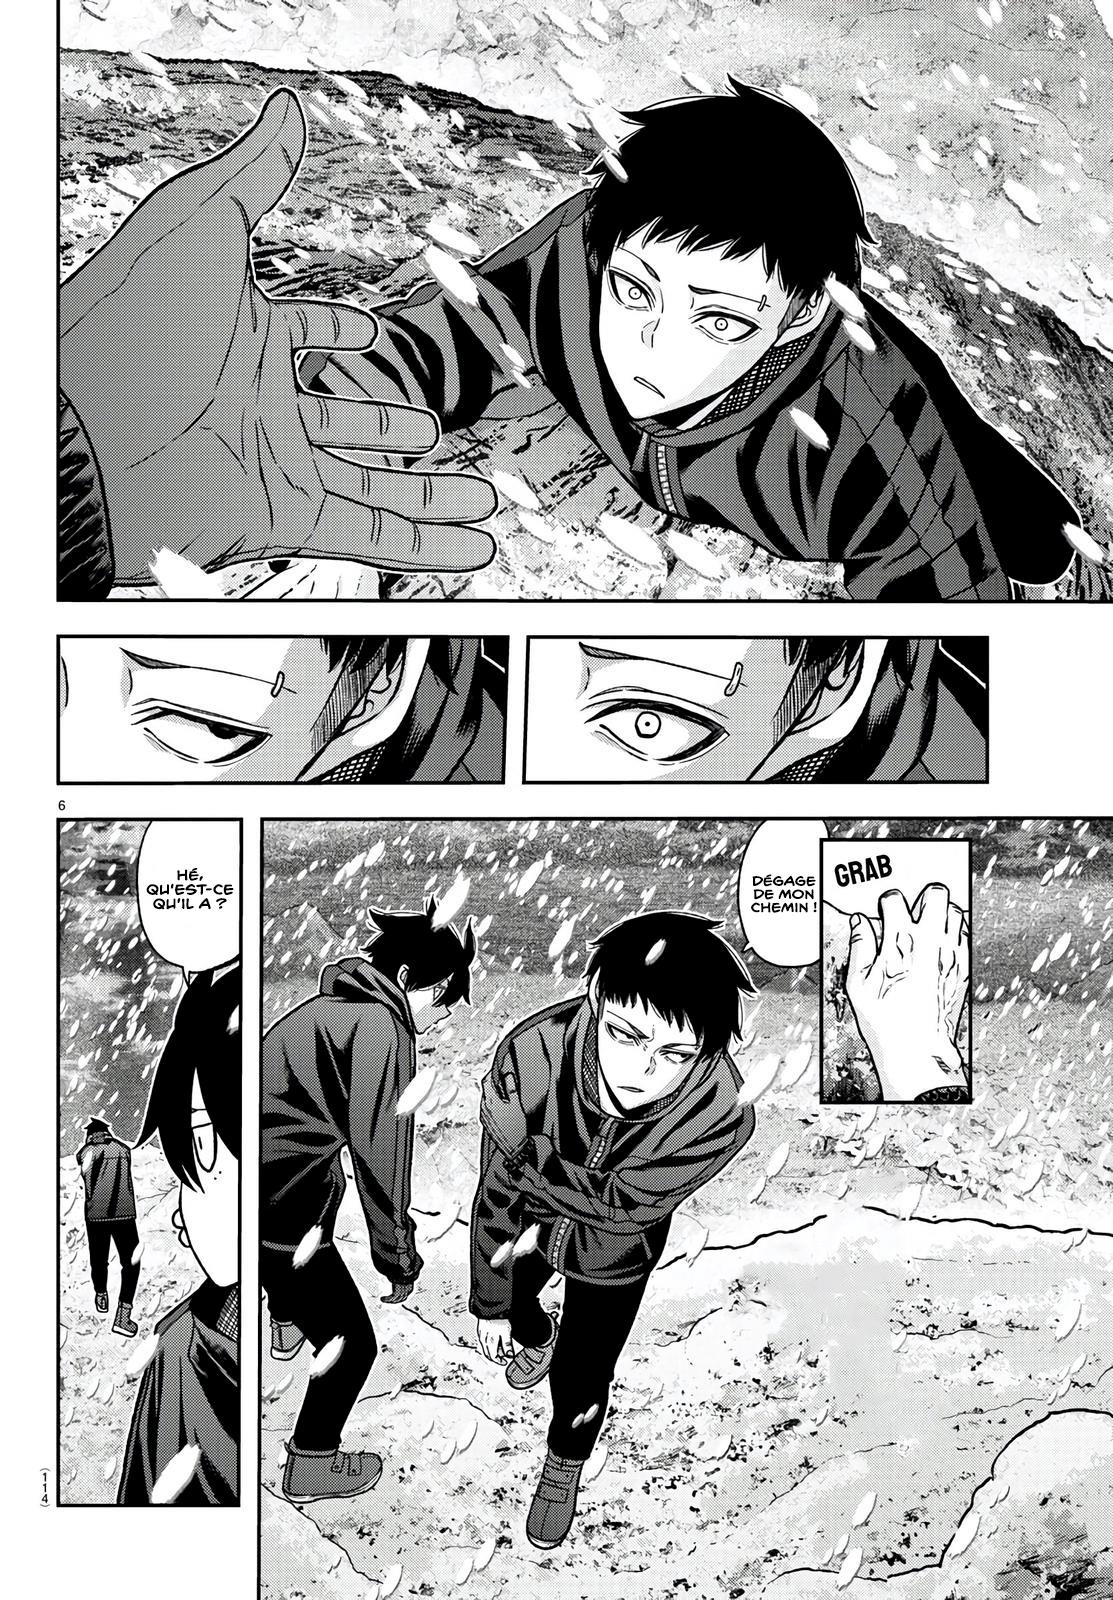 6
GRAB
DÉGAGE
DE MON
CHEMIN !
HÉ,
QU'EST-CE
QU'IL A ?
(114)